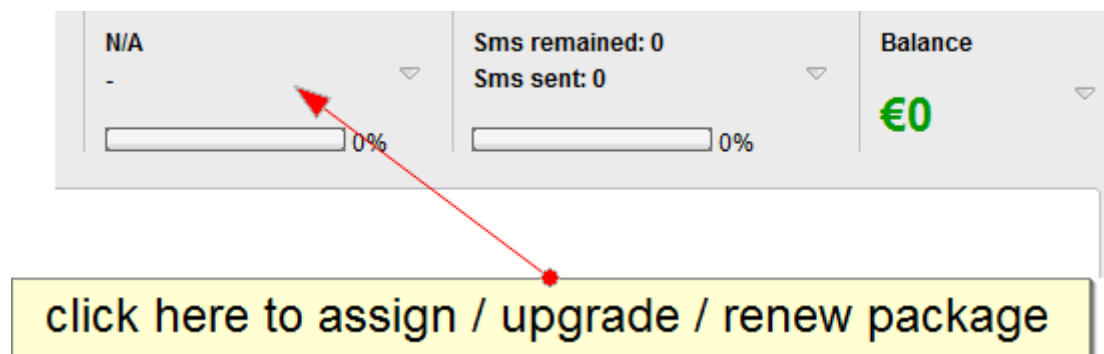 N/A
-
0%
Sms remained: 0
Sms sent: 0
0%
Balance
€0
click here to assign / upgrade / renew package